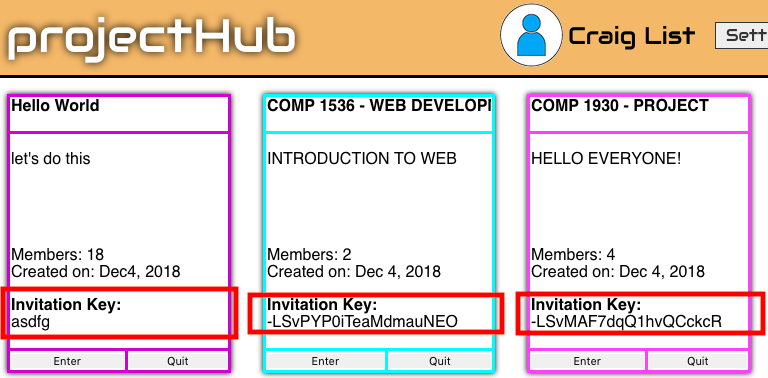 projectHub
Craig List
Sett
Hello World
let's do this
Members: 18
Created on: Dec4, 2018
Invitation Key:
asdfg
Enter
Quit
COMP 1536 - WEB DEVELOPI
INTRODUCTION TO WEB
Members: 2
Created on: Dec 4, 2018
Invitation Key:
-LSvPYP0iTeaMdmauNEO
Enter
Quit
COMP 1930 - PROJECT
HELLO EVERYONE!
Members: 4
Created on: Dec 4, 2018
Invitation Key:
-LSvMAF7dqQ1hvQCckcR
Enter
Quit